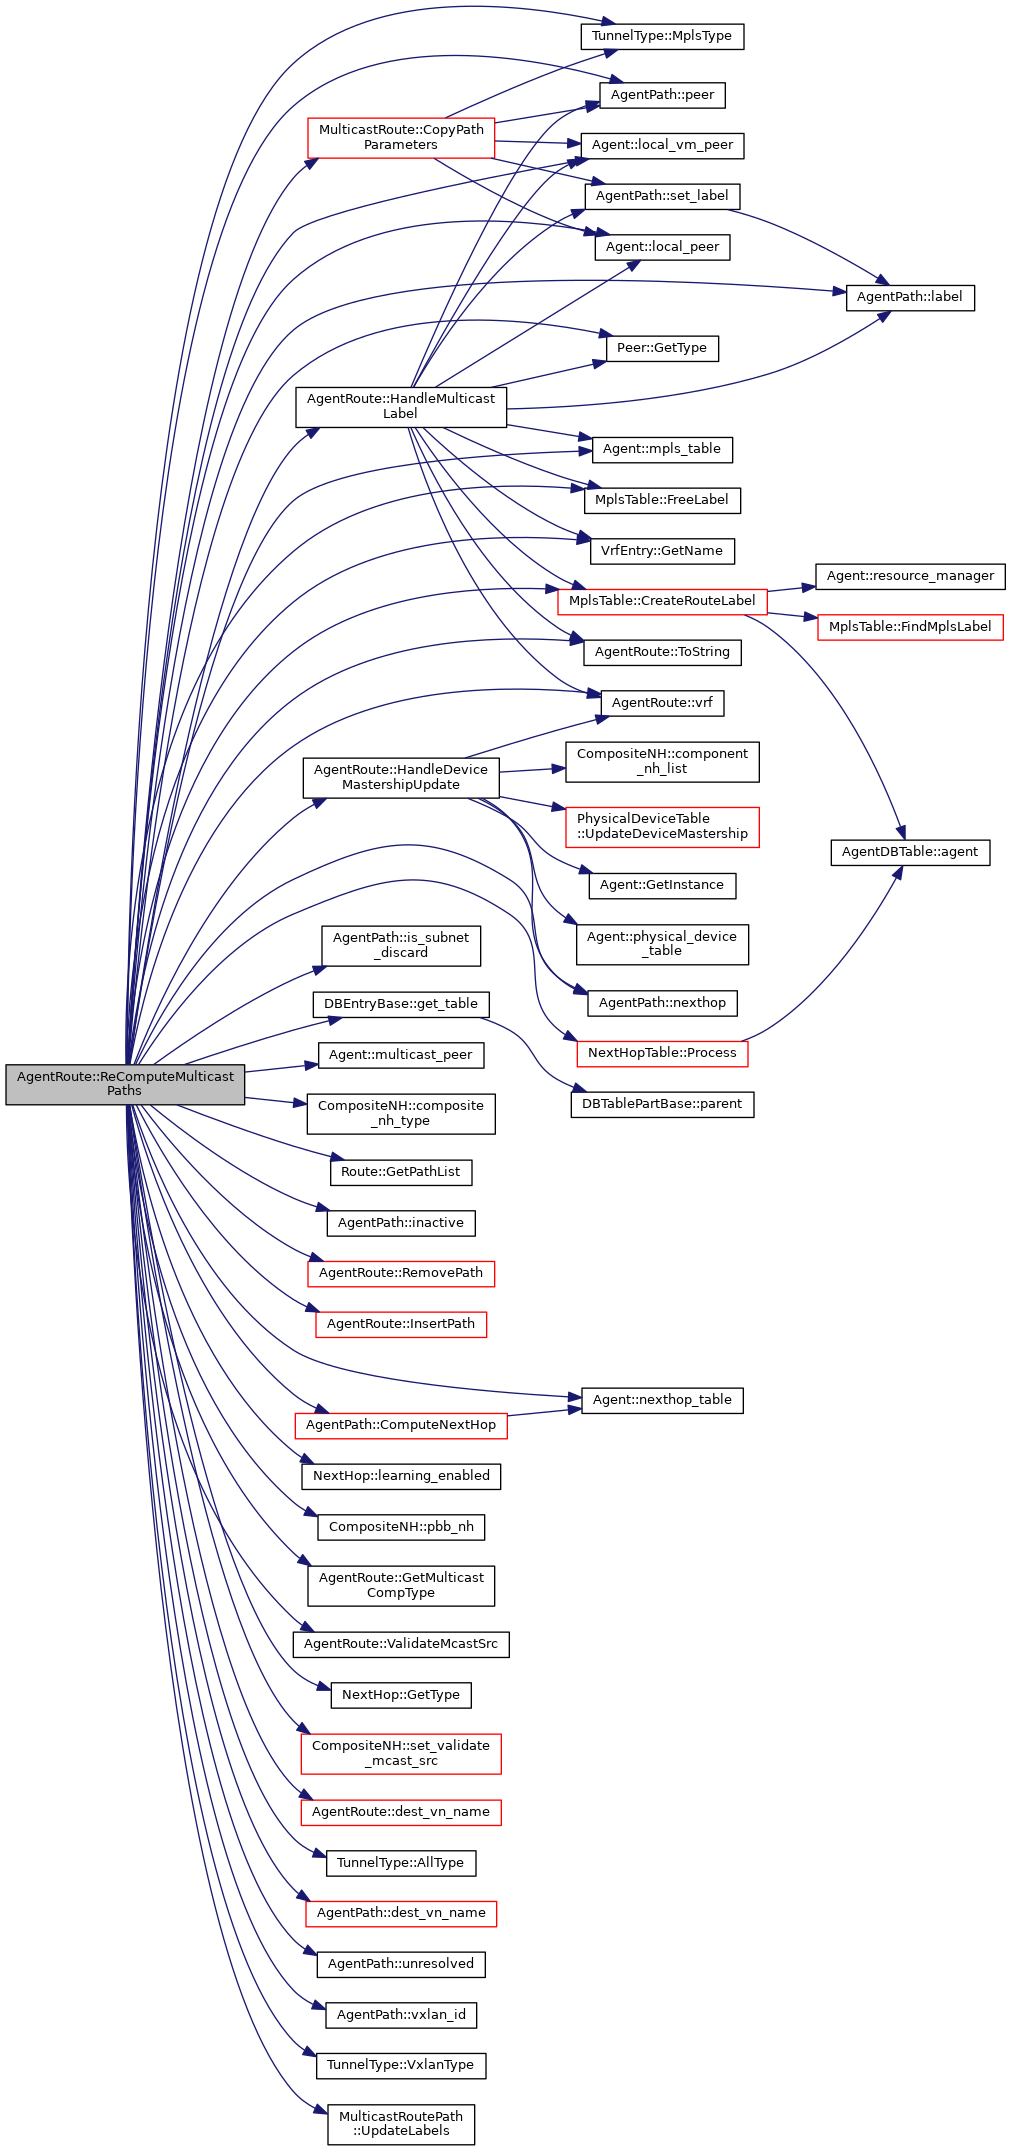 TunnelType::MplsType
AgentPath::peer
MulticastRoute::CopyPath
Parameters
Agent::local_vm_peer
AgentPath::set_label
Agent::local_peer
AgentPath::label
Peer::GetType
AgentRoute::HandleMulticast
Label
Agent::mpls_table
MplsTable::FreeLabel
VrfEntry::GetName
Agent::resource_manager
MplsTable::CreateRouteLabel
MplsTable::FindMplsLabel
AgentRoute::ToString
AgentRoute::vrf
AgentRoute::HandleDevice
MastershipUpdate
CompositeNH::component
_nh_list
PhysicalDeviceTable
::UpdateDeviceMastership
AgentDBTable::agent
Agent::GetInstance
AgentPath::is_subnet
_discard
Agent::physical_device
_table
DBEntryBase::get_table
AgentPath::nexthop
Agent::multicast_peer
NextHopTable::Process
AgentRoute::ReComputeMulticast
Paths
CompositeNH::composite
_nh_type
DBTablePartBase::parent
Route::GetPathList
AgentPath::inactive
AgentRoute::RemovePath
AgentRoute::InsertPath
Agent::nexthop_table
AgentPath::ComputeNextHop
NextHop::learning_enabled
CompositeNH::pbb_nh
AgentRoute::GetMulticast
CompType
AgentRoute::ValidateMcastSrc
NextHop::GetType
CompositeNH::set_validate
_mcast_src
AgentRoute::dest_vn_name
TunnelType::AllType
AgentPath::dest_vn_name
AgentPath::unresolved
AgentPath::vxlan_id
TunnelType::VxlanType
MulticastRoutePath
::UpdateLabels